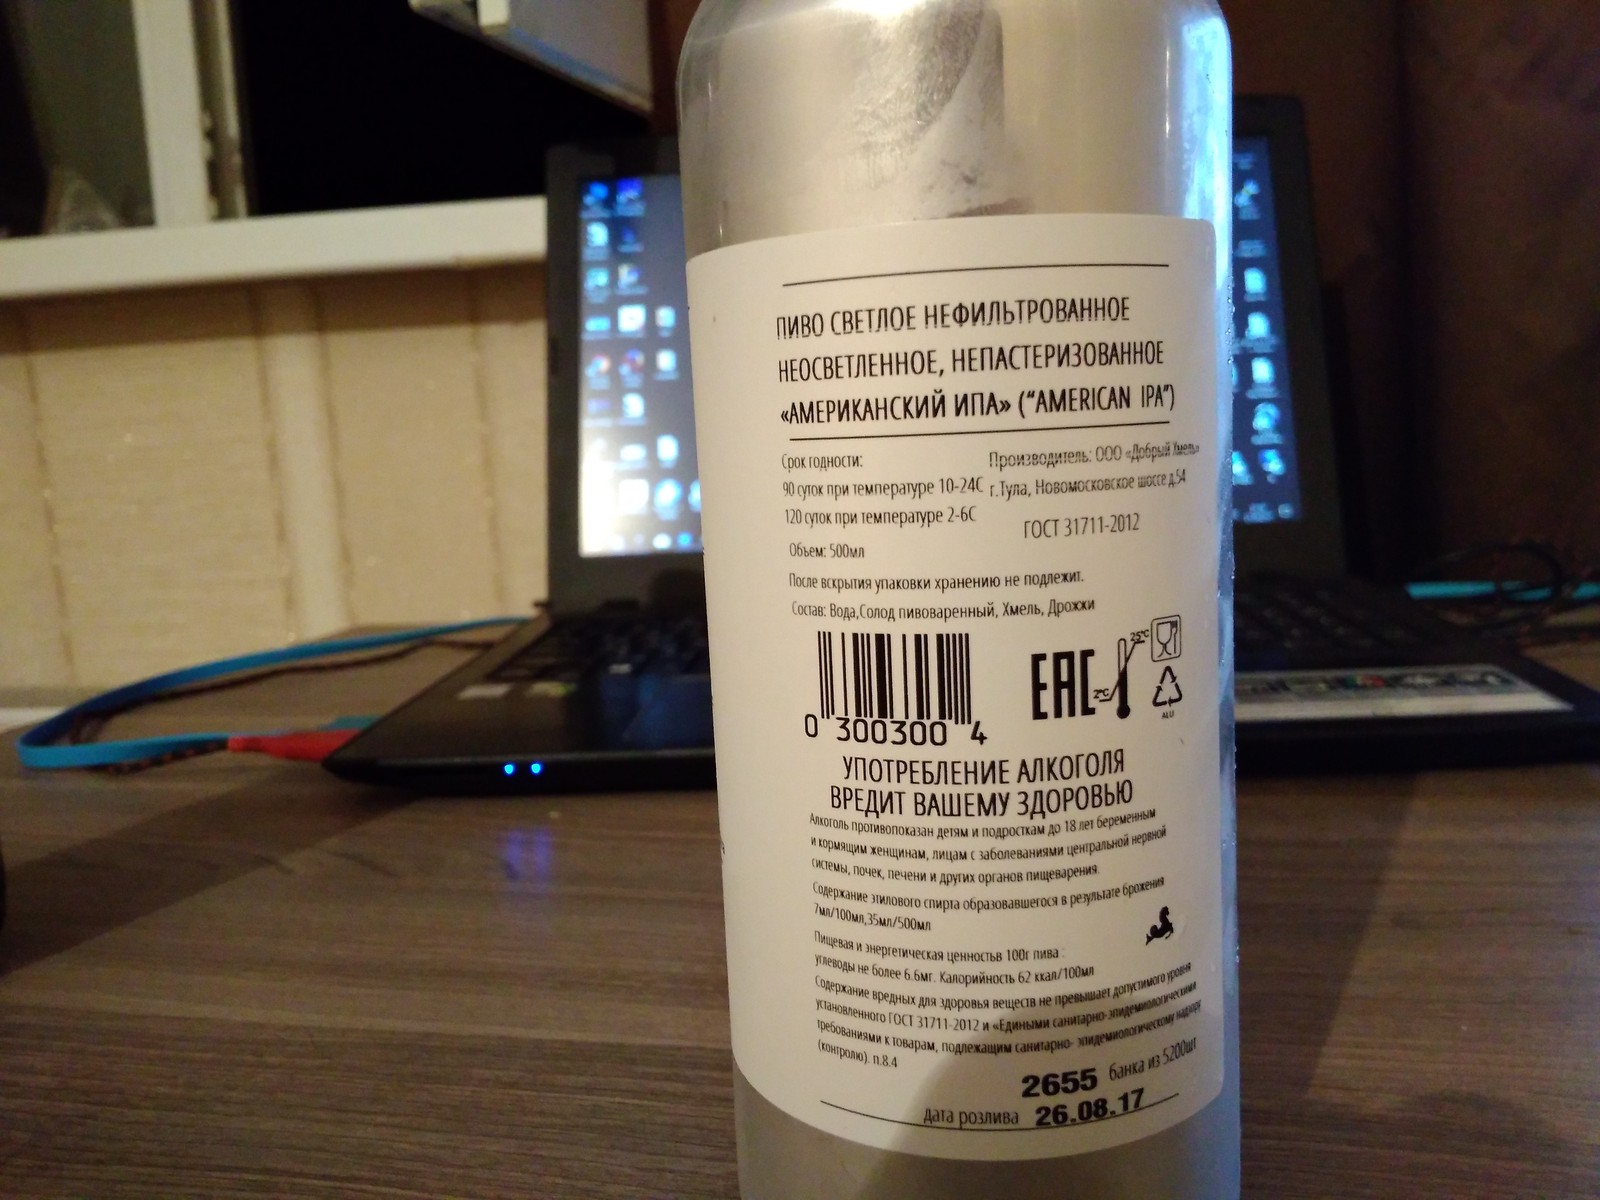 ПИВО СВЕТЛОЕ НЕФИЛЬТРОВАННОЕ
НЕОСВЕТЛЕННОЕ, НЕПАСТЕРИЗОВАННОЕ
«АМЕРИКАНСКИЙ ИПА» ("AMERICAN IPA")
Срок годности:
90 суток при температуре 10-24С
120 суток при температуре 2-6С
Производитель: ООО «Добрый Хмель»
г.Тула, Новомосковское шоссе д.54
ГОСТ 31711-2012
Объем: 500мл
После вскрытия упаковки хранению не подлежит.
Состав: Вода,Солод пивоваренный, Хмель, Дрожжи
0 300300 4
EAC
25°C
2°C
ALU
УПОТРЕБЛЕНИЕ АЛКОГОЛЯ
ВРЕДИТ ВАШЕМУ ЗДОРОВЬЮ
Алкоголь противопоказан детям и подросткам до 18 лет беременным
и кормящим женщинам, лицам с заболеваниями центральной нервной
системы, почек, печени и других органов пищеварения.
Содержание этилового спирта образовавшегося в результате брожения
7мл/100мл,35мл/500мл
Пищевая и энергетическая ценностьв 100г пива :
углеводы не более 6.6мг. Калорийность 62 ккал/100мл
Содержание вредных для здоровья веществ не превышает допустимого уровня
установленного ГОСТ 31711-2012 и «Едиными санитарно-эпидемиологическими
требованиями к товарам, подлежащим санитарно- эпидемиологическому надзору
(контролю). п.8.4
2655 банка из 5200шт
дата розлива 26.08.17